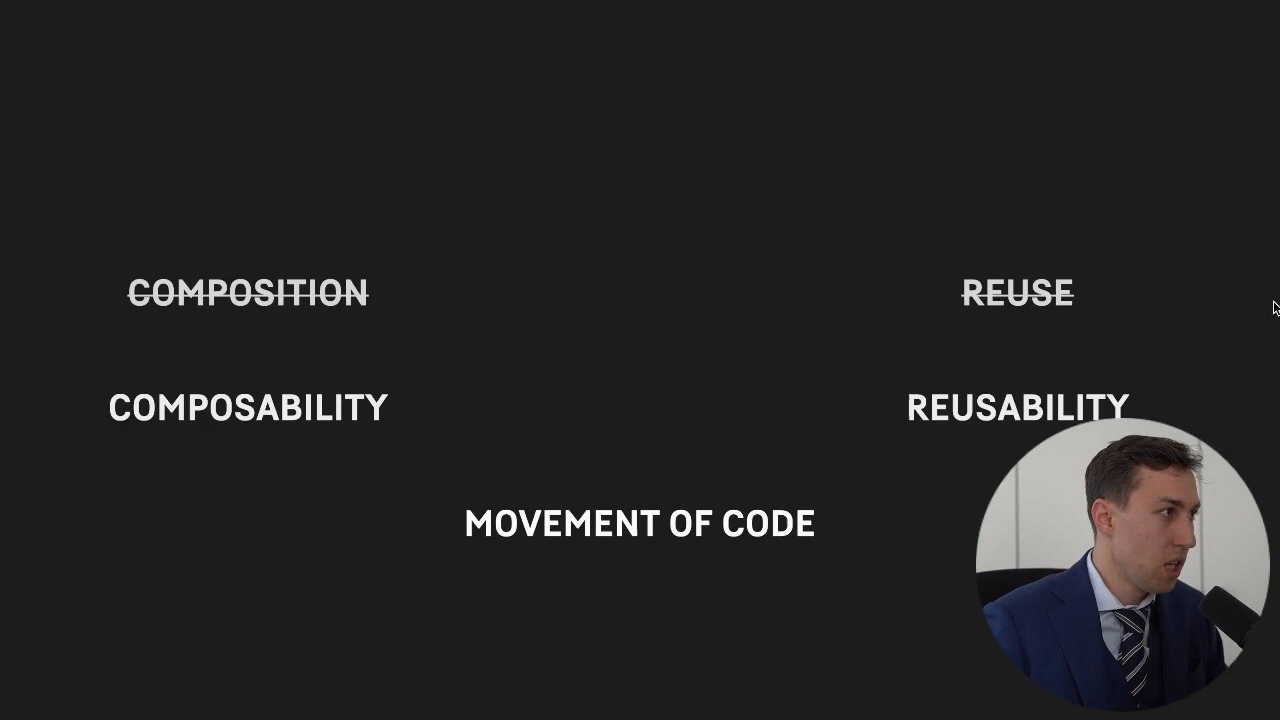 COMPOSITION
REUSE
COMPOSABILITY
REUSABILITY
MOVEMENT OF CODE